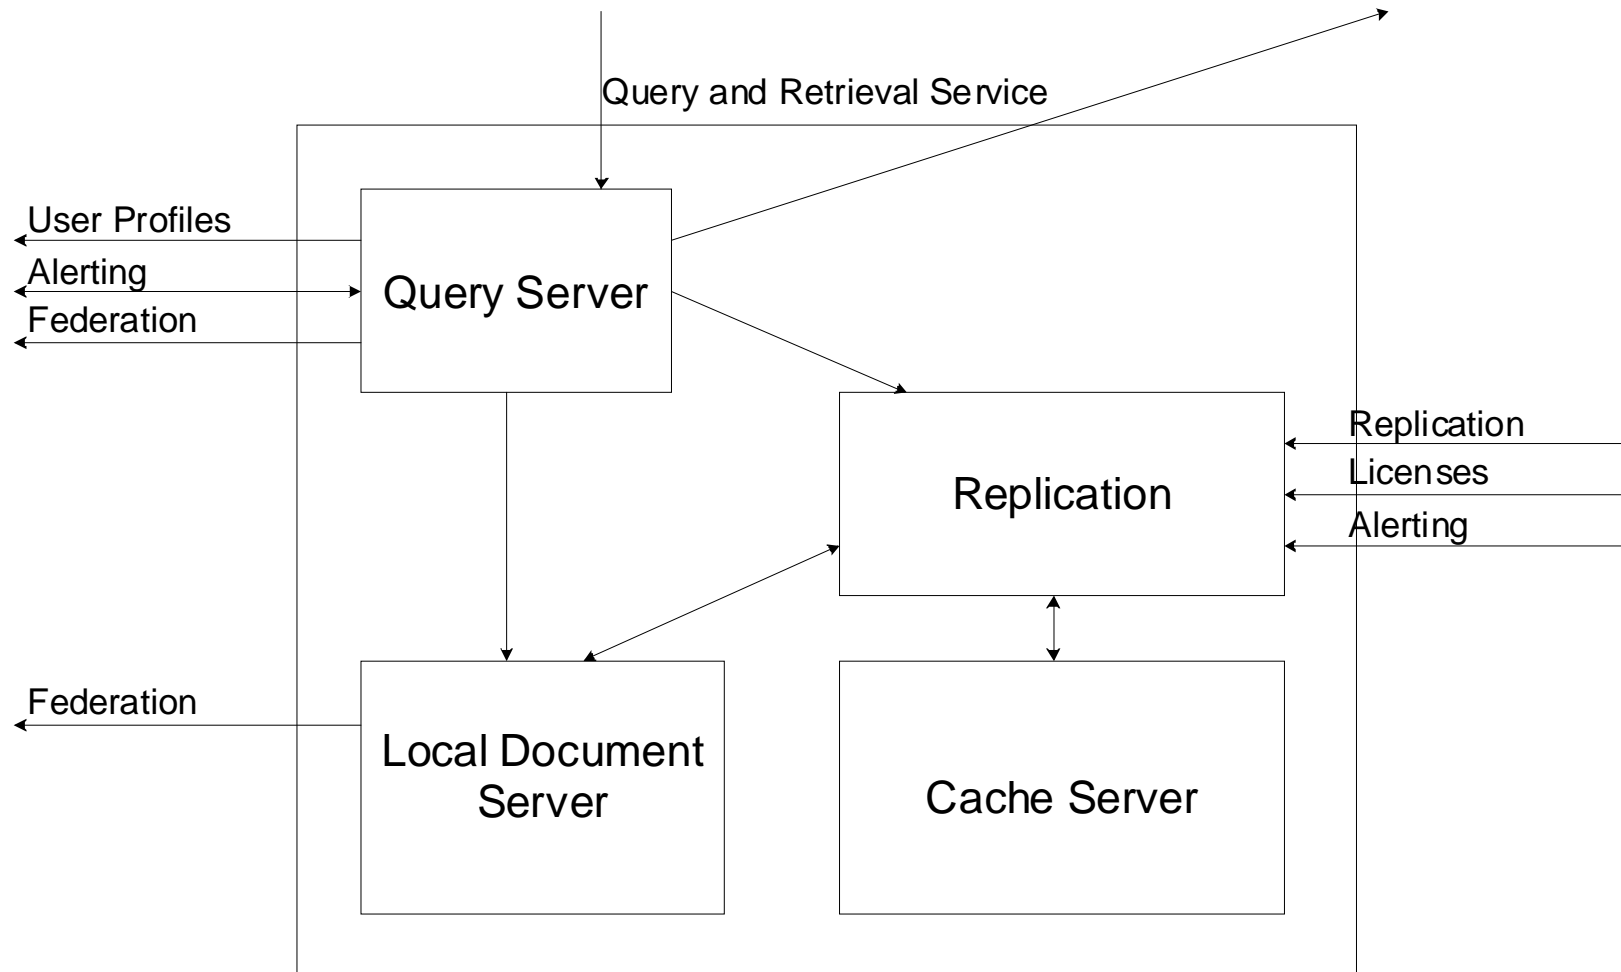 Query and Retrieval Service
User Profiles
Alerting
Federation
Query Server
Replication
Licenses
Alerting
Replication
Federation
Local Document
Server
Cache Server